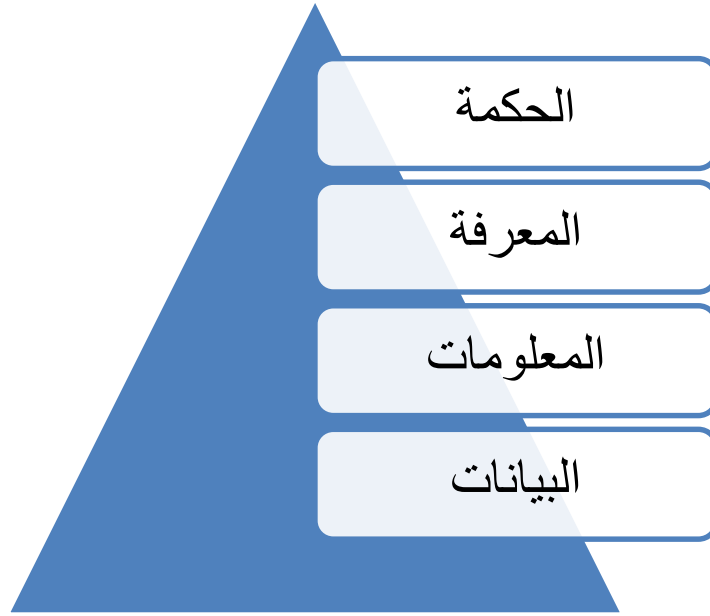 الحكمة
المعرفة
المعلومات
البيانات